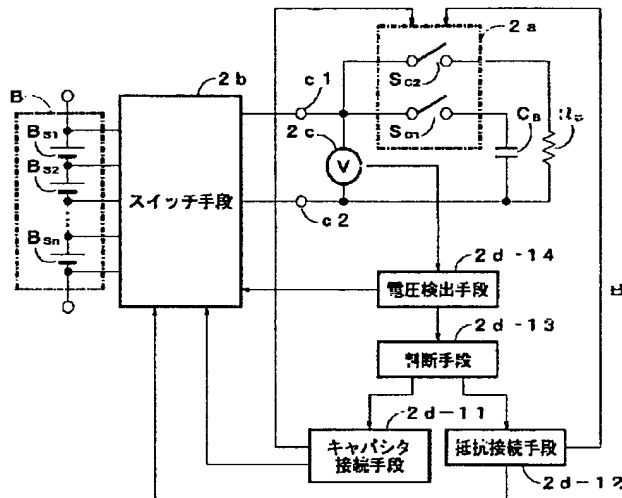 2a
2b
c1
SC2
B
CB
2c
BS1
V
BS2
スイッチ手段
c2
BSn
2d-14
電圧検出手段
2d-13
判断手段
2d-11
キャパシタ
接続手段
抵抗接続手段
2d-12